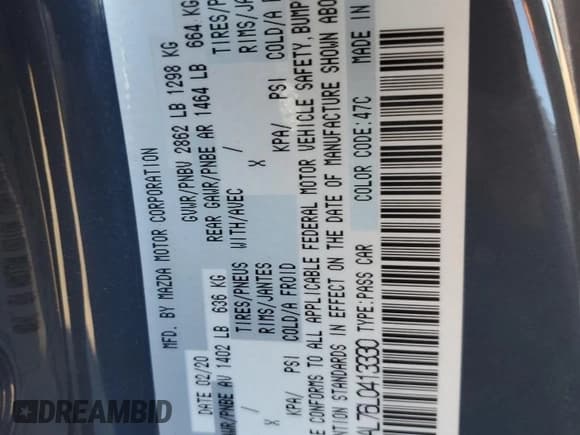 MFD. BY MAZDA MOTOR CORPORATION
DATE 02/20 GVWR/PNBV 2862 LB 1298 KG
GAWR/PNBE AV 1402 LB 636 KG REAR GAWR/PNBE AR 1464 LB 664 KG
TIRES/PNEUS WITH/AVEC / TIRES/P
RIMS/JANTES X RIMS/JA
COLD/A FROID KPA/ PSI COLD/A
KPA/ PSI
E CONFORMS TO ALL APPLICABLE FEDERAL MOTOR VEHICLE SAFETY, BUMP
NTION STANDARDS IN EFFECT ON THE DATE OF MANUFACTURE SHOWN ABO
AL76L0413330 TYPE:PASS CAR COLOR CODE:47C MADE IN
DREAMBID